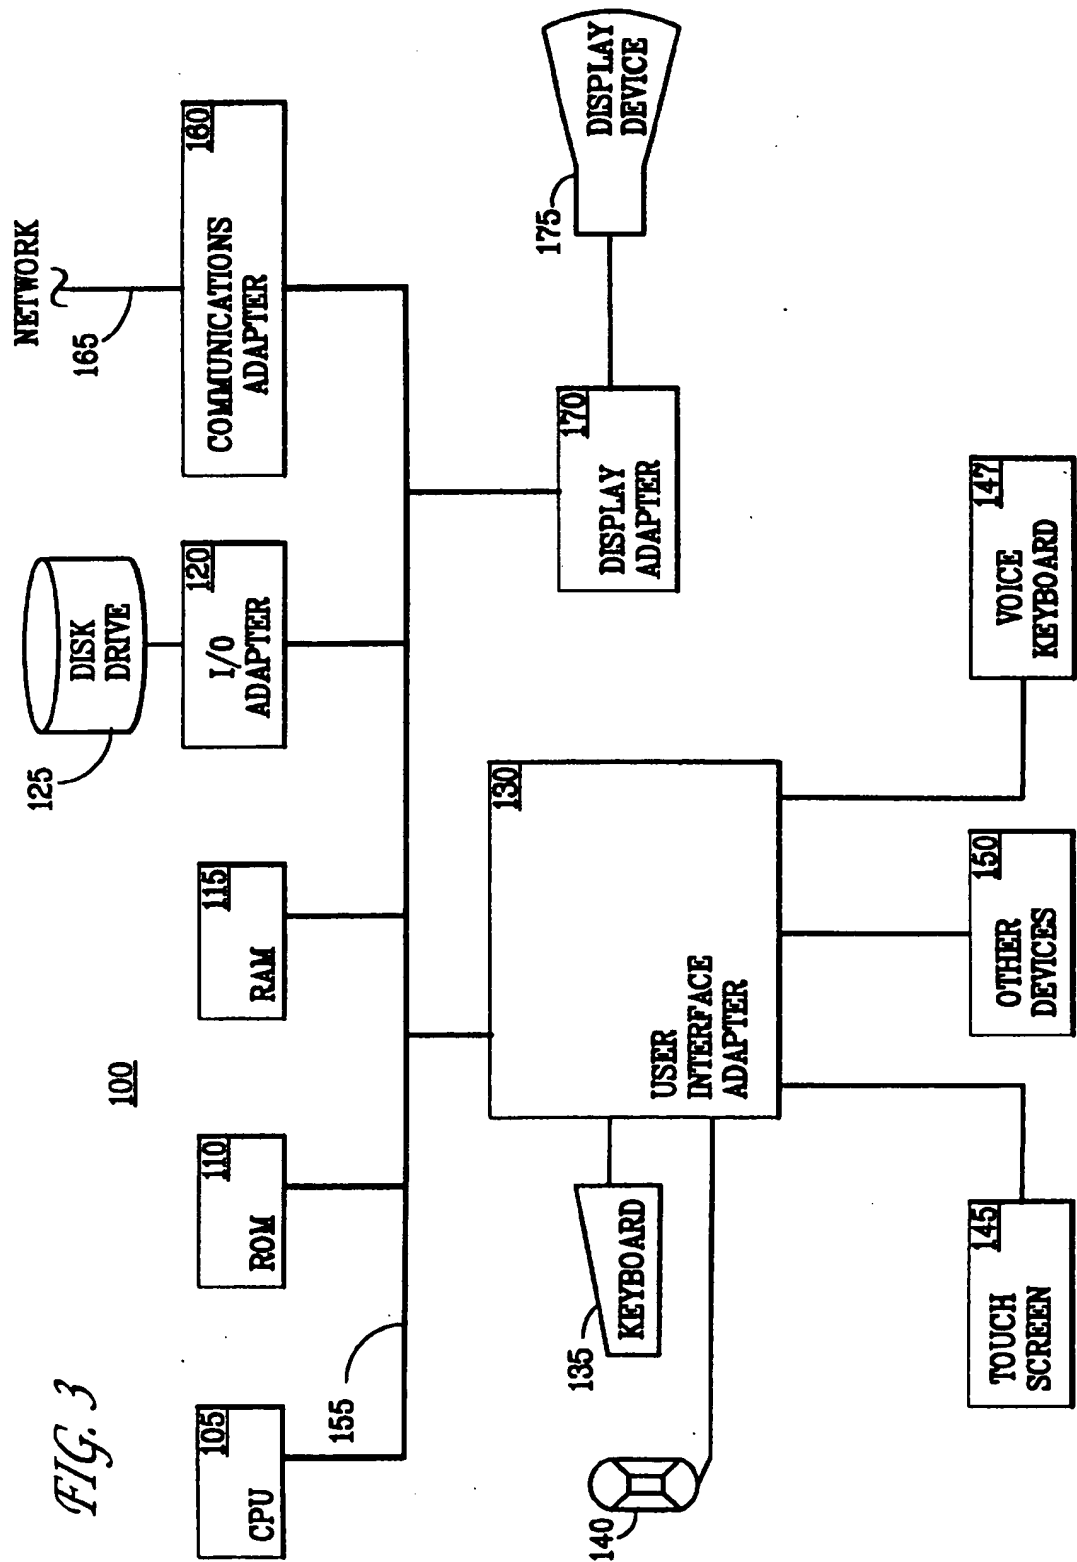 FIG. 3
100
CPU
105
ROM
110
RAM
115
DISK
DRIVE
125
I/O
ADAPTER
120
NETWORK
165
COMMUNICATIONS
ADAPTER
160
155
KEYBOARD
135
140
USER
INTERFACE
ADAPTER
130
DISPLAY
ADAPTER
170
DISPLAY
DEVICE
175
TOUCH
SCREEN
145
OTHER
DEVICES
150
VOICE
KEYBOARD
147